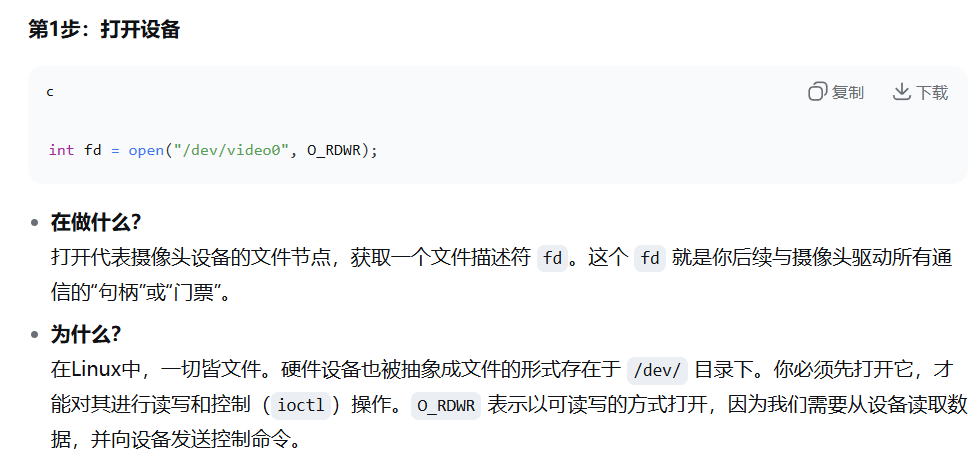 第1步：打开设备
c
复制 下载
int fd = open("/dev/video0", O_RDWR);
在做什么？
打开代表摄像头设备的文件节点，获取一个文件描述符 fd。这个 fd 就是你后续与摄像头驱动所有通
信的“句柄”或“门票”。
为什么？
在Linux中，一切皆文件。硬件设备也被抽象成文件的形式存在于 /dev/ 目录下。你必须先打开它，才
能对其进行读写和控制（ioctl）操作。O_RDWR 表示以可读写的方式打开，因为我们需要从设备读取数
据，并向设备发送控制命令。